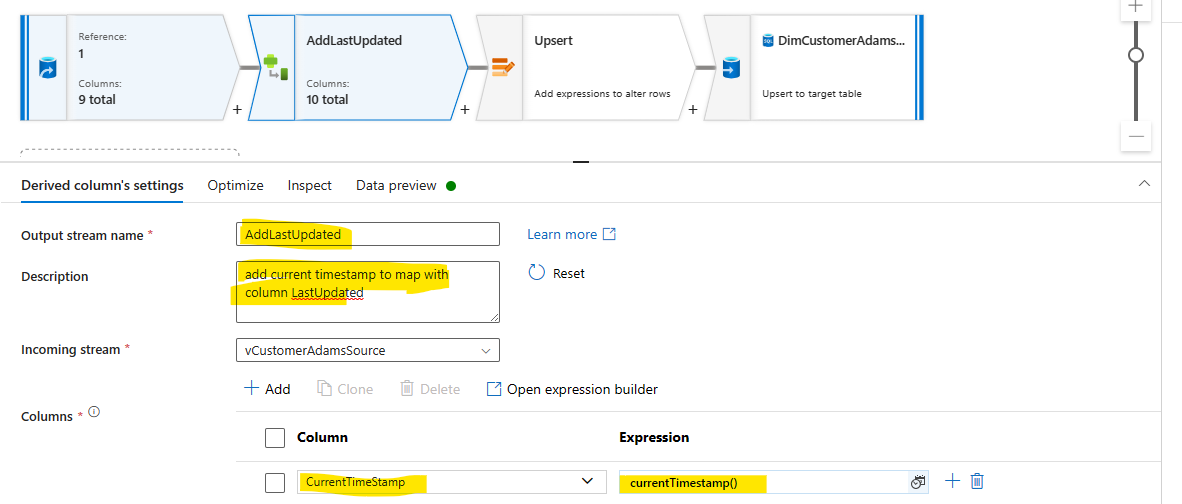 Reference:
1
Columns:
9 total
+
AddLastUpdated
Columns:
10 total
+
Upsert
Add expressions to alter rows
+
DimCustomerAdams...
Upsert to target table
Derived column's settings
Optimize
Inspect
Data preview
Output stream name *
AddLastUpdated
Learn more
Description
add current timestamp to map with
column LastUpdated
Reset
Incoming stream *
vCustomerAdamsSource
Add
Clone
Delete
Open expression builder
Columns *
Column
Expression
CurrentTimeStamp
currentTimestamp()